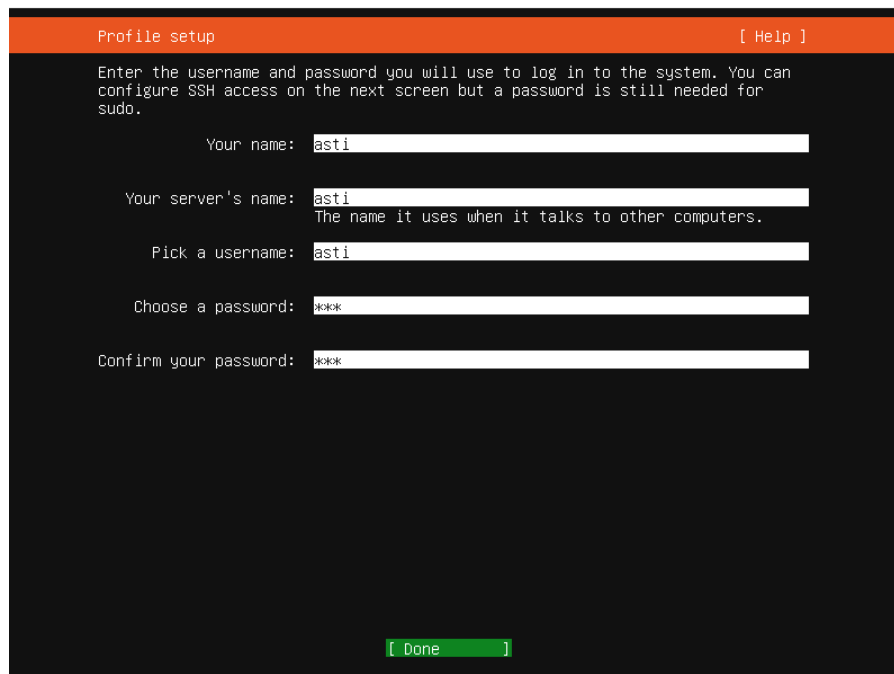 Profile setup [ Help ]
Enter the username and password you will use to log in to the system. You can
configure SSH access on the next screen but a password is still needed for
sudo.
Your name: asti
Your server's name: asti
The name it uses when it talks to other computers.
Pick a username: asti
Choose a password: ***
Confirm your password: ***
[ Done ]